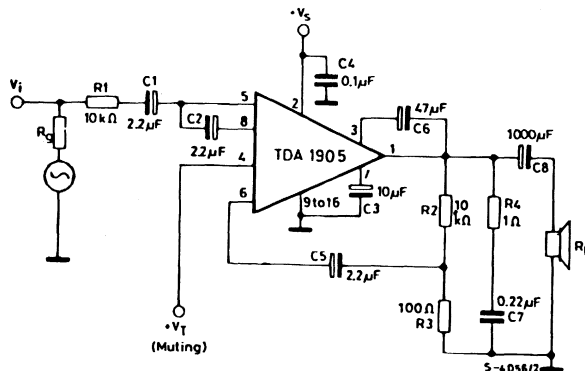 +Vs
Vi
R1
10kΩ
C1
2.2µF
C2
2.2µF
Rg
5
8
4
6
2
C4
0.1µF
TDA 1905
3
47µF
C6
1
7
10µF
C3
9to16
1000µF
C8
R2
10
kΩ
R4
1Ω
C5
2.2µF
100Ω
R3
0.22µF
C7
+VT
(Muting)
S-4056/2